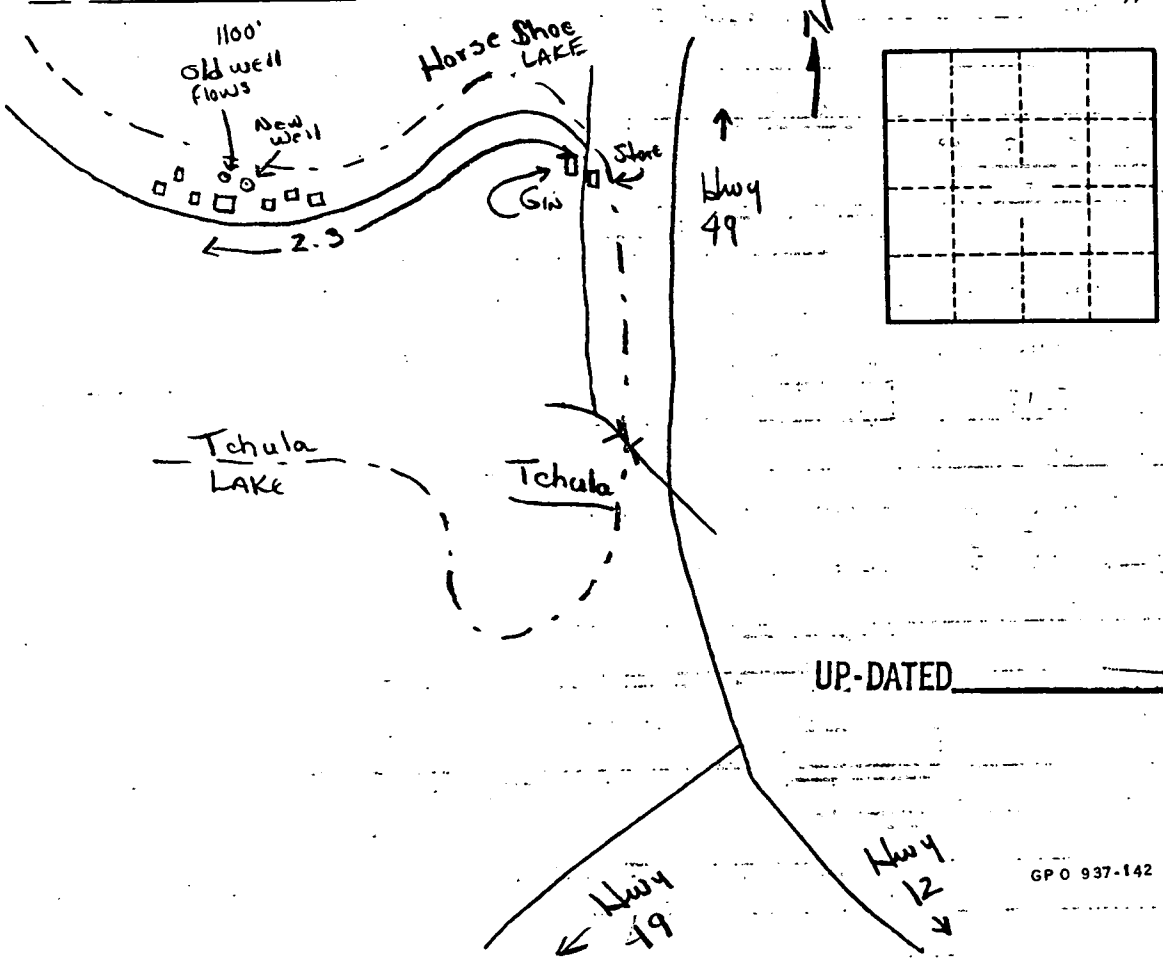 1100'
Old well
flows
New
well
Horse Shoe
LAKE
N
Store
Gin
Hwy
49
2.3
Tchula
LAKE
Tchula
UP-DATED
Hwy
49
Hwy
12
GPO 937-142